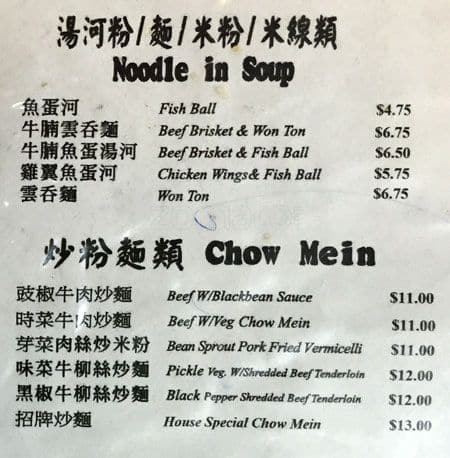 湯河粉/麵/米粉/米線類
Noodle in Soup
魚蛋河 Fish Ball $4.75
牛腩雲吞麵 Beef Brisket & Won Ton $6.75
牛腩魚蛋湯河 Beef Brisket & Fish Ball $6.50
雞翼魚蛋河 Chicken Wings& Fish Ball $5.75
雲吞麵 Won Ton $6.75
炒粉麵類 Chow Mein
豉椒牛肉炒麵 Beef W/Blackbean Sauce $11.00
時菜牛肉炒麵 Beef W/Veg Chow Mein $11.00
芽菜肉絲炒米粉 Bean Sprout Pork Fried Vermicelli $11.00
味菜牛柳絲炒麵 Pickle Veg. W/Shredded Beef Tenderloin $12.00
黑椒牛柳絲炒麵 Black Pepper Shredded Beef Tenderloin $12.00
招牌炒麵 House Special Chow Mein $13.00